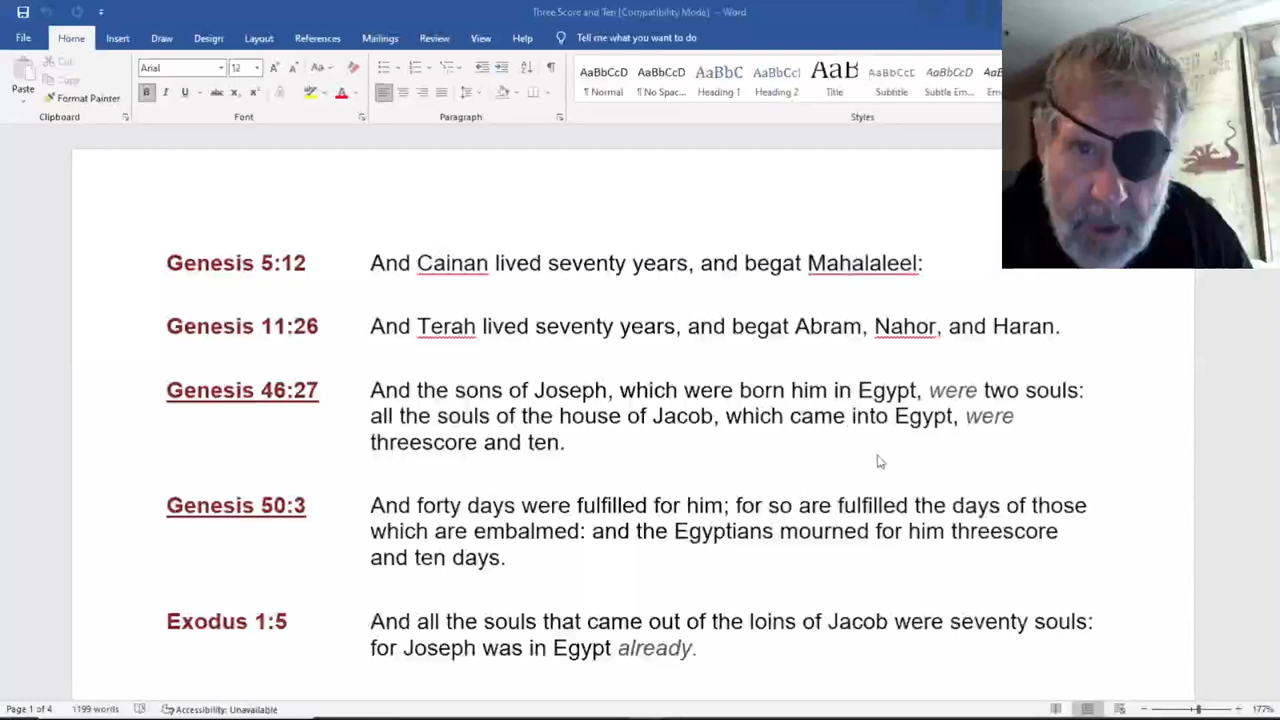 Three Score and Ten [Compatibility Mode] - Word
File Home Insert Draw Design Layout References Mailings Review View Help Tell me what you want to do
Paste
Cut
Copy
Format Painter
Clipboard
Arial 12
Font
Paragraph
AaBbCcD AaBbCcD AaBbC AaBbCcI AaB AaBbCcD AaBbCcD AaB
¶ Normal ¶ No Spac... Heading 1 Heading 2 Title Subtitle Subtle Em...
Styles
Genesis 5:12 And Cainan lived seventy years, and begat Mahalaleel:
Genesis 11:26 And Terah lived seventy years, and begat Abram, Nahor, and Haran.
Genesis 46:27 And the sons of Joseph, which were born him in Egypt, were two souls:
all the souls of the house of Jacob, which came into Egypt, were
threescore and ten.
Genesis 50:3 And forty days were fulfilled for him; for so are fulfilled the days of those
which are embalmed: and the Egyptians mourned for him threescore
and ten days.
Exodus 1:5 And all the souls that came out of the loins of Jacob were seventy souls:
for Joseph was in Egypt already.
Page 1 of 4 1199 words Accessibility: Unavailable 177%